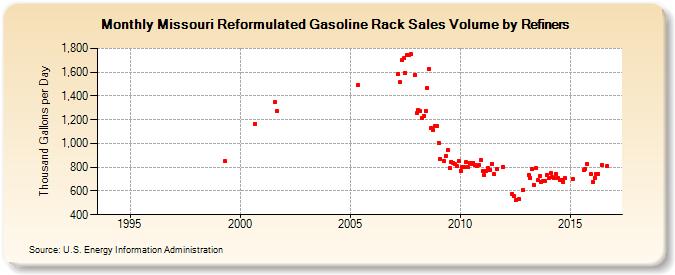 Monthly Missouri Reformulated Gasoline Rack Sales Volume by Refiners
Thousand Gallons per Day
1,800
1,600
1,400
1,200
1,000
800
600
400
1995 2000 2005 2010 2015
Source: U.S. Energy Information Administration